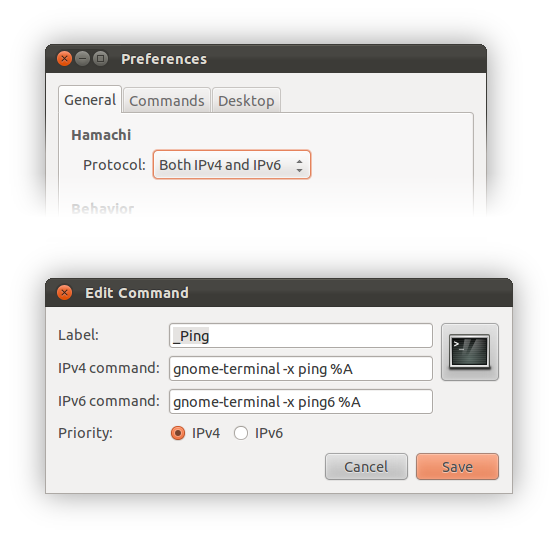 Preferences
General Commands Desktop
Hamachi
Protocol: Both IPv4 and IPv6
Behavior
Edit Command
Label: _Ping
>_
IPv4 command: gnome-terminal -x ping %A
IPv6 command: gnome-terminal -x ping6 %A
Priority: IPv4 IPv6
Cancel Save